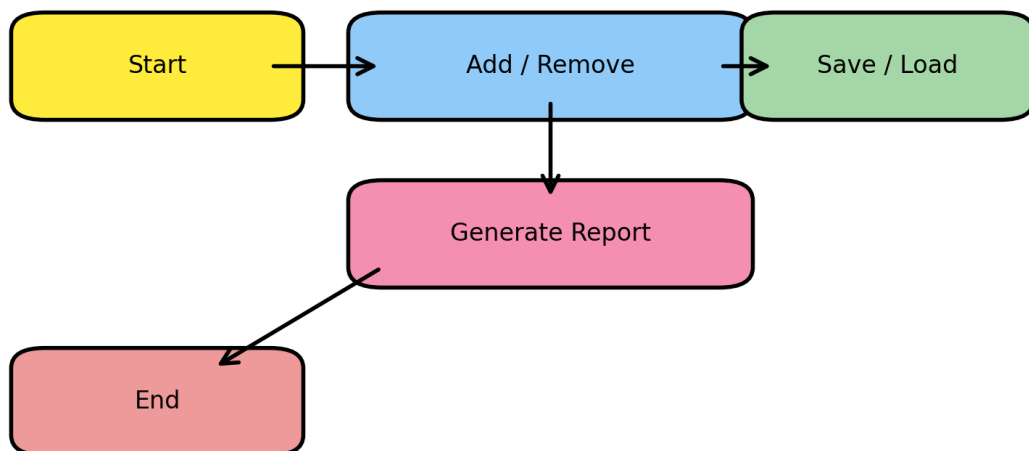 Start
Add / Remove
Save / Load
Generate Report
End